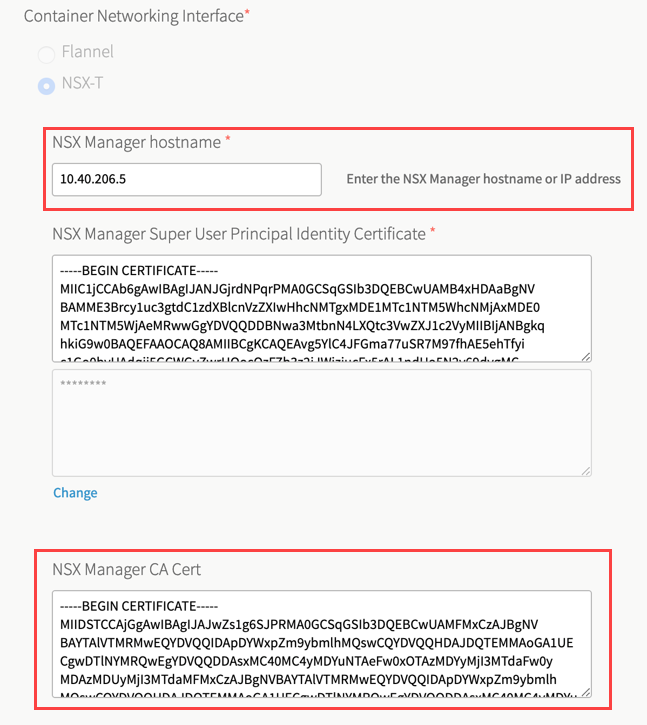 Container Networking Interface*
Flannel
NSX-T
NSX Manager hostname *
10.40.206.5
Enter the NSX Manager hostname or IP address
NSX Manager Super User Principal Identity Certificate *
-----BEGIN CERTIFICATE-----
MIIC1jCCAb6gAwIBAgIJANJGjrdNPqrPMA0GCSqGSIb3DQEBCwUAMB4xHDAaBgNV
BAMME3Brcy1uc3gtdC1zdXBlcnVzZXIwHhcNMTgxMDE1MTc1NTM5WhcNMjAxMDE0
MTc1NTM5WjAeMRwwGgYDVQQDDBNwa3MtbnN4LXQtc3VwZXJ1c2VyMIIBIjANBgkq
hkiG9w0BAQEFAAOCAQ8AMIIBCgKCAQEAvg5YlC4JFGma77uSR7M97fhAE5ehTfyi
********
Change
NSX Manager CA Cert
-----BEGIN CERTIFICATE-----
MIIDSTCCAjGgAwIBAgIJAJwZs1g6SJPRMA0GCSqGSIb3DQEBCwUAMFMxCzAJBgNV
BAYTAlVTMRMwEQYDVQQIDApDYWxpZm9ybmlhMQswCQYDVQQHDAJDQTEMMAoGA1UE
CgwDTlNYMRQwEgYDVQQDDAsxMC40MC4yMDYuNTAeFw0xOTAzMDYyMjI3MTdaFw0y
MDAzMDUyMjI3MTdaMFMxCzAJBgNVBAYTAlVTMRMwEQYDVQQIDApDYWxpZm9ybmlh
MQswCQYDVQQHDAJDQTEMMAoGA1UECgwDTlNYMRQwEgYDVQQDDAsxMC40MC4yMDYu